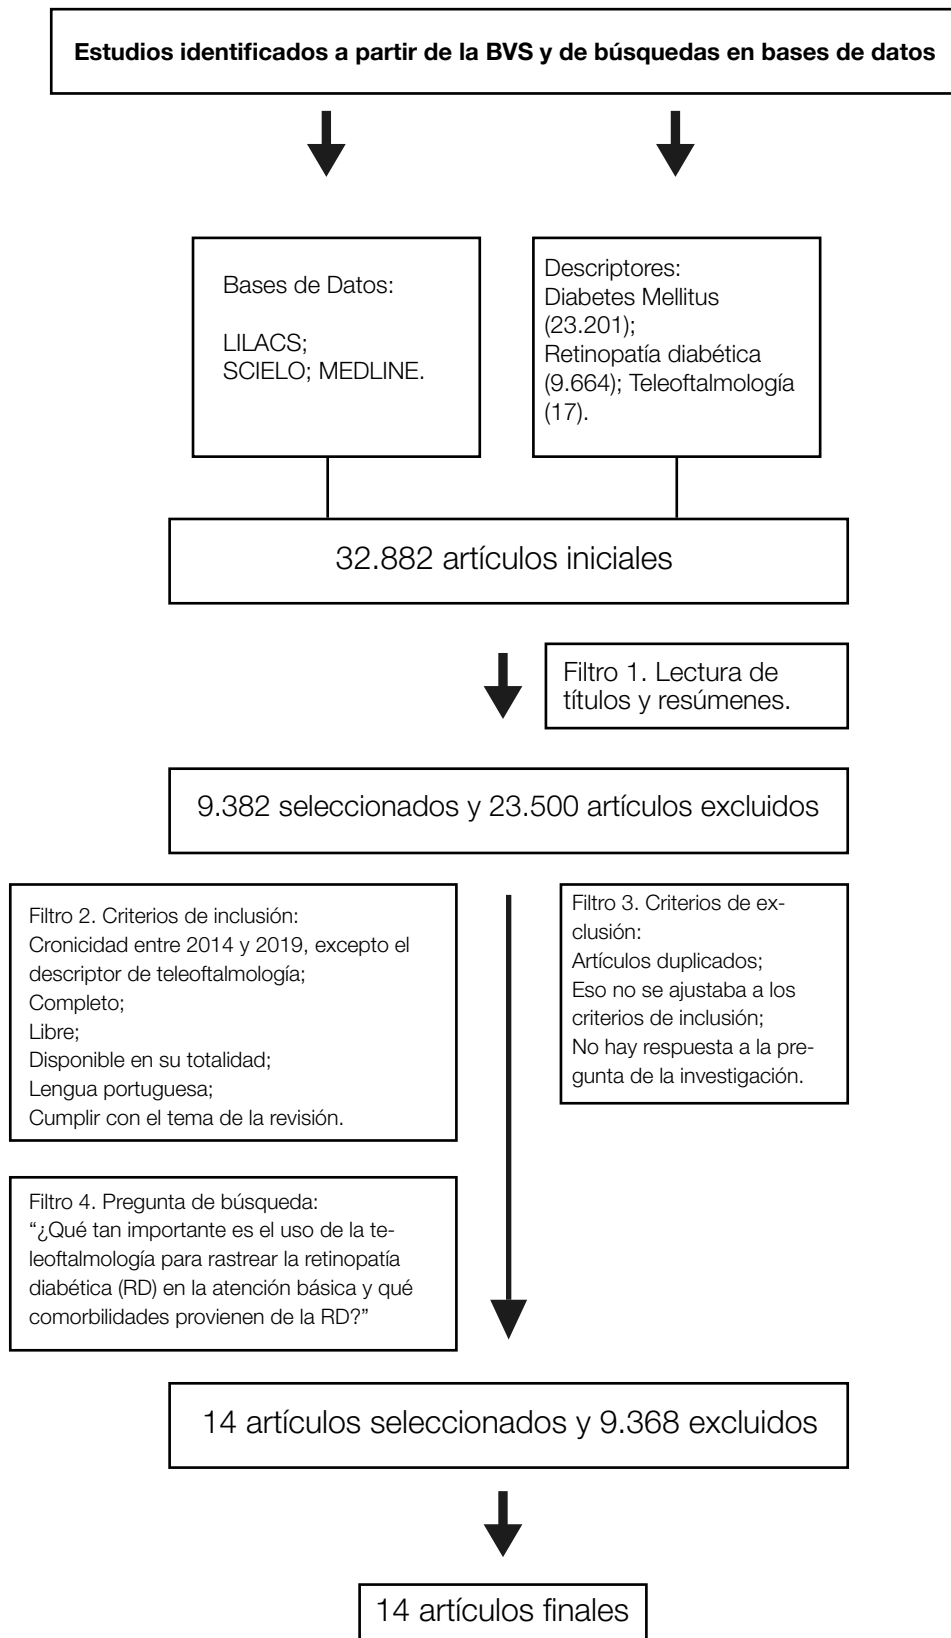 Estudios identificados a partir de la BVS y de búsquedas en bases de datos
Bases de Datos:
LILACS;
SCIELO; MEDLINE.
Descriptores:
Diabetes Mellitus
(23.201);
Retinopatía diabética
(9.664); Teleoftalmología
(17).
32.882 artículos iniciales
Filtro 1. Lectura de
títulos y resúmenes.
9.382 seleccionados y 23.500 artículos excluidos
Filtro 2. Criterios de inclusión:
Cronicidad entre 2014 y 2019, excepto el
descriptor de teleoftalmología;
Completo;
Libre;
Disponible en su totalidad;
Lengua portuguesa;
Cumplir con el tema de la revisión.
Filtro 3. Criterios de ex-
clusión:
Artículos duplicados;
Eso no se ajustaba a los
criterios de inclusión;
No hay respuesta a la pre-
gunta de la investigación.
Filtro 4. Pregunta de búsqueda:
“¿Qué tan importante es el uso de la te-
leoftalmología para rastrear la retinopatía
diabética (RD) en la atención básica y qué
comorbilidades provienen de la RD?”
14 artículos seleccionados y 9.368 excluidos
14 artículos finales